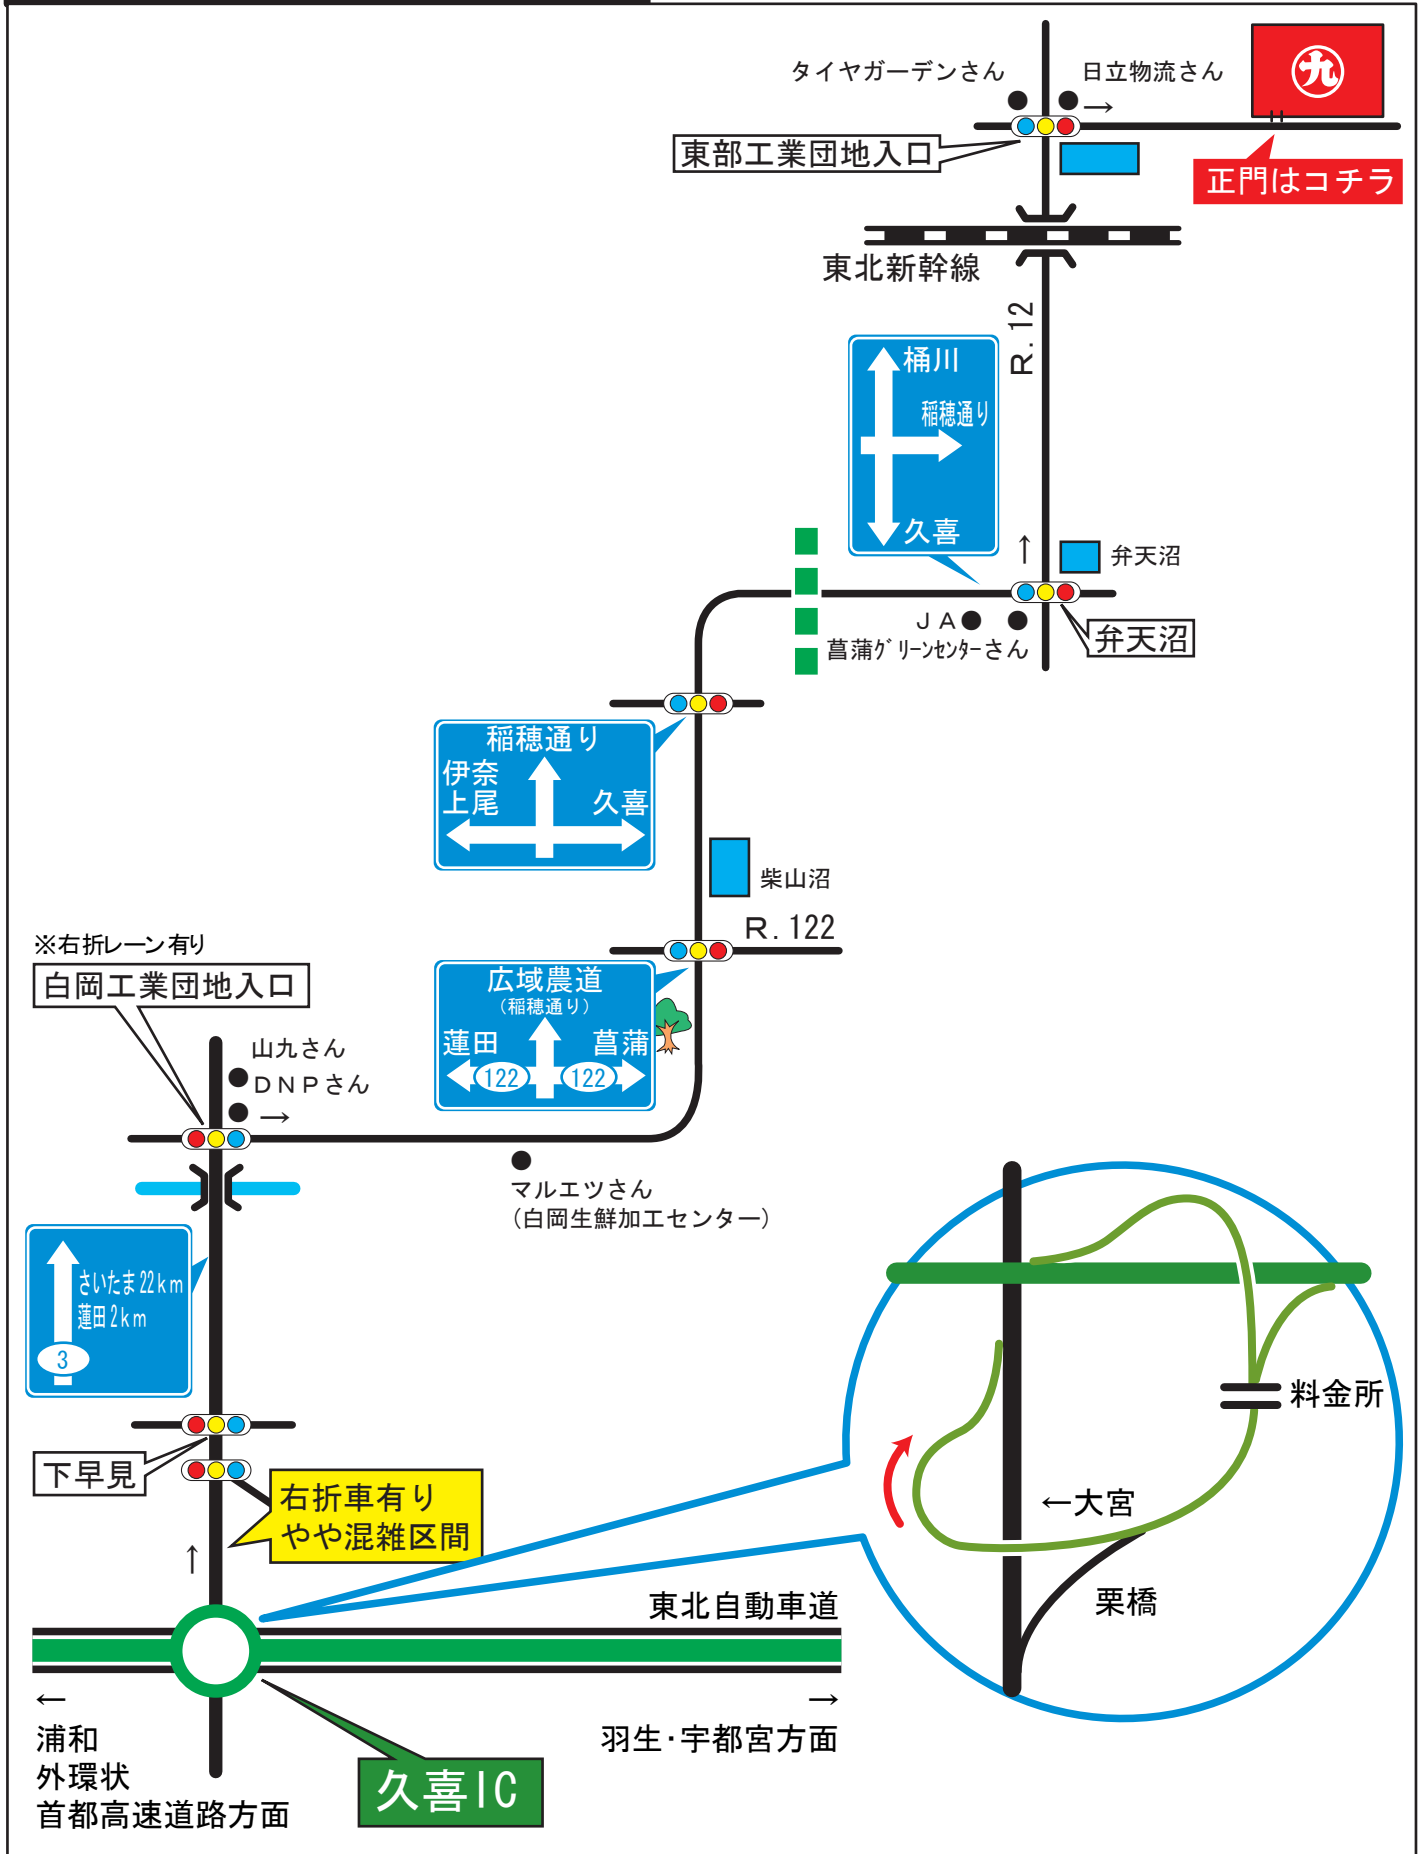 タイヤガーデンさん
日立物流さん
→
九
東部工業団地入口
正門はコチラ
東北新幹線
R.12
桶川
稲穂通り
久喜
↑
弁天沼
JA
菖蒲グリーンセンターさん
弁天沼
稲穂通り
伊奈
上尾
久喜
柴山沼
R.122
※右折レーン有り
白岡工業団地入口
広域農道
(稲穂通り)
蓮田
菖蒲
122
122
山九さん
DNPさん
→
マルエツさん
(白岡生鮮加工センター)
さいたま22km
蓮田2km
3
料金所
下早見
右折車有り
やや混雑区間
←大宮
↑
栗橋
東北自動車道
←
→
浦和
外環状
首都高速道路方面
羽生・宇都宮方面
久喜IC